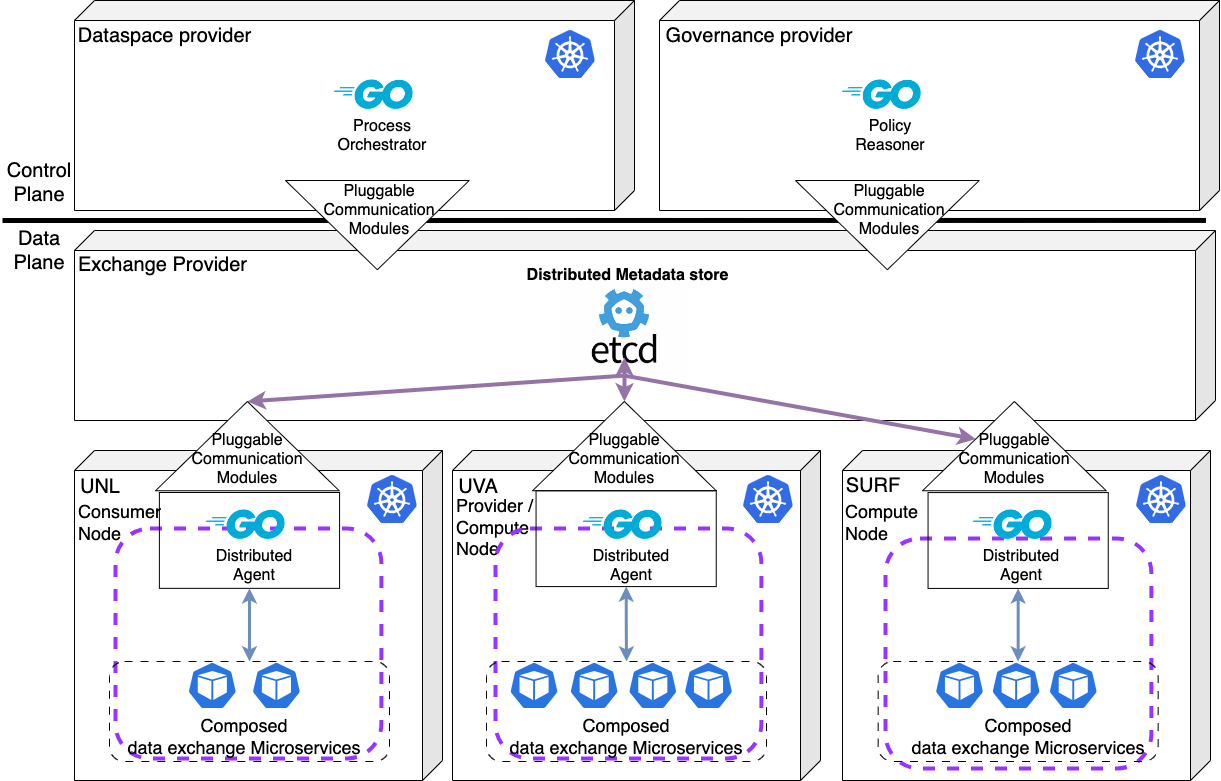 Dataspace provider
GO
Process
Orchestrator
Governance provider
GO
Policy
Reasoner
Control
Plane
Pluggable
Communication
Modules
Pluggable
Communication
Modules
Data
Plane
Exchange Provider
Distributed Metadata store
etcd
Pluggable
Communication
Modules
UNL
Consumer
Node
GO
Distributed
Agent
Composed
data exchange Microservices
Pluggable
Communication
Modules
UVA
Provider /
Compute
Node
GO
Distributed
Agent
Composed
data exchange Microservices
Pluggable
Communication
Modules
SURF
Compute
Node
GO
Distributed
Agent
Composed
data exchange Microservices